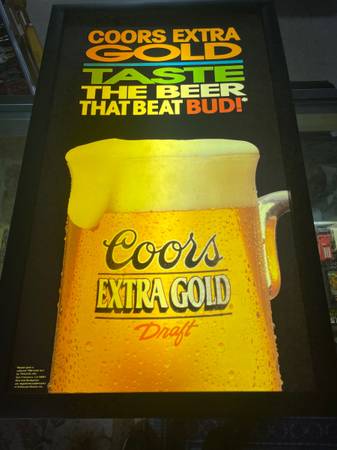 COORS EXTRA
GOLD
TASTE
THE BEER
THAT BEAT BUD!*
Coors
EXTRA GOLD
Draft